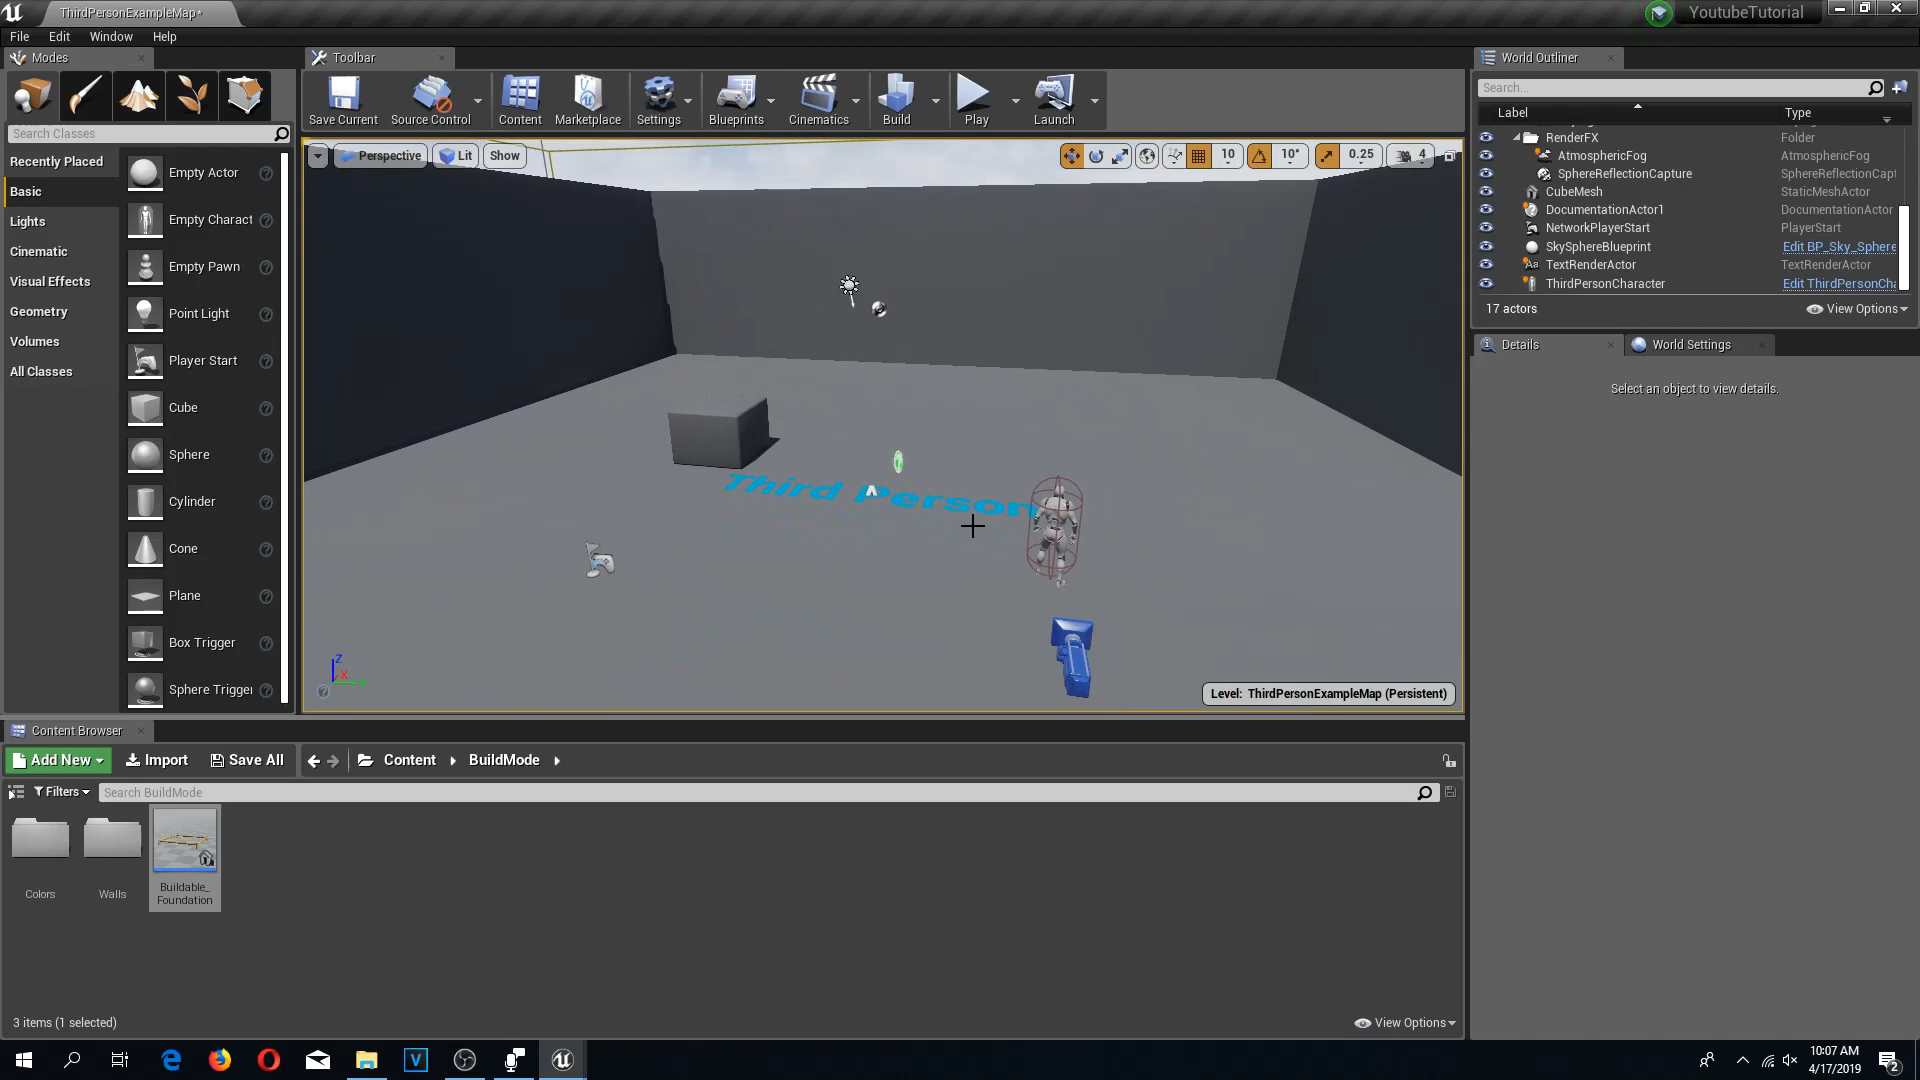 ThirdPersonExampleMap*
YoutubeTutorial
File Edit Window Help
Modes
Toolbar
World Outliner
Save Current
Source Control
Content
Marketplace
Settings
Blueprints
Cinematics
Build
Play
Launch
Search...
Label Type
Search Classes
Recently Placed
Basic
Lights
Cinematic
Visual Effects
Geometry
Volumes
All Classes
Empty Actor
Empty Charact
Empty Pawn
Point Light
Player Start
Cube
Sphere
Cylinder
Cone
Plane
Box Trigger
Sphere Trigger
Perspective Lit Show
10 10° 0.25 4
Third Person
Z
X
Level: ThirdPersonExampleMap (Persistent)
RenderFX Folder
AtmosphericFog AtmosphericFog
SphereReflectionCapture SphereReflectionCapt
CubeMesh StaticMeshActor
DocumentationActor1 DocumentationActor
NetworkPlayerStart PlayerStart
SkySphereBlueprint Edit BP_Sky_Sphere
TextRenderActor TextRenderActor
ThirdPersonCharacter Edit ThirdPersonCha
17 actors
View Options
Details
World Settings
Select an object to view details.
Content Browser
Add New Import Save All Content BuildMode
Filters
Search BuildMode
Colors
Walls
Buildable_
Foundation
3 items (1 selected)
View Options
10:07 AM
4/17/2019
2